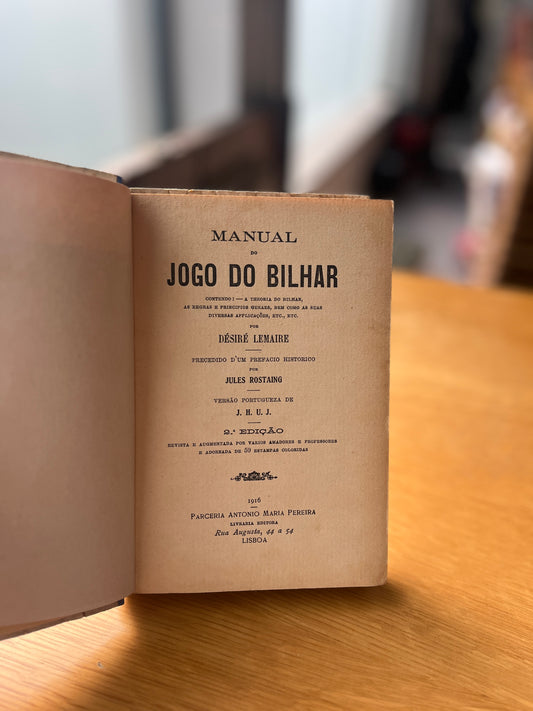 MANUAL
DO
JOGO DO BILHAR
CONTENDO: — A THEORIA DO BILHAR,
AS REGRAS E PRINCIPIOS GERAES, BEM COMO AS SUAS
DIVERSAS APPLICAÇÕES, ETC., ETC.
POR
DÉSIRÉ LEMAIRE
PRECEDIDO D'UM PREFACIO HISTORICO
POR
JULES ROSTAING
VERSÃO PORTUGUEZA DE
J. H. U. J.
2.ª EDIÇÃO
REVISTA E AUGMENTADA POR VARIOS AMADORES E PROFESSORES
E ADORNADA DE 50 ESTAMPAS COLORIDAS
1916
PARCERIA ANTONIO MARIA PEREIRA
LIVRARIA EDITORA
Rua Augusta, 44 a 54
LISBOA